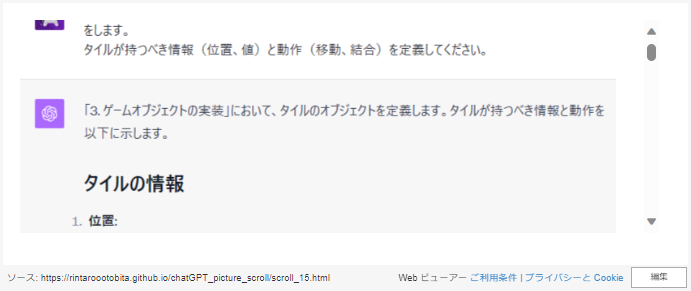 をします。
タイルが持つべき情報（位置、値）と動作（移動、結合）を定義してください。
「3. ゲームオブジェクトの実装」において、タイルのオブジェクトを定義します。タイルが持つべき情報と動作を
以下に示します。
タイルの情報
1. 位置:
ソース: https://rintaroootobita.github.io/chatGPT_picture_scroll/scroll_15.html
Web ビューアー ご利用条件 | プライバシーと Cookie
編集